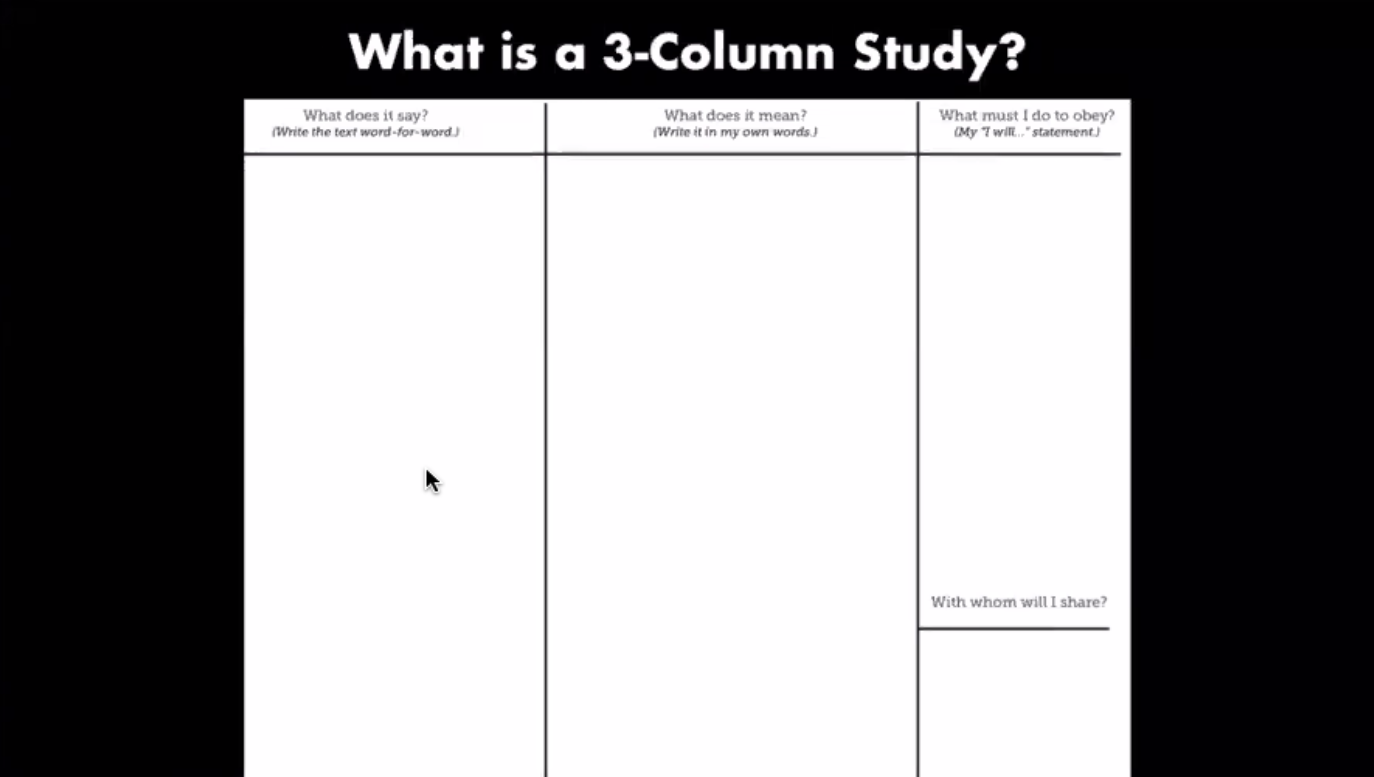 What is a 3-Column Study?
What does it say?
(Write the text word-for-word.)
What does it mean?
(Write it in my own words.)
What must I do to obey?
(My "I will..." statement.)
With whom will I share?